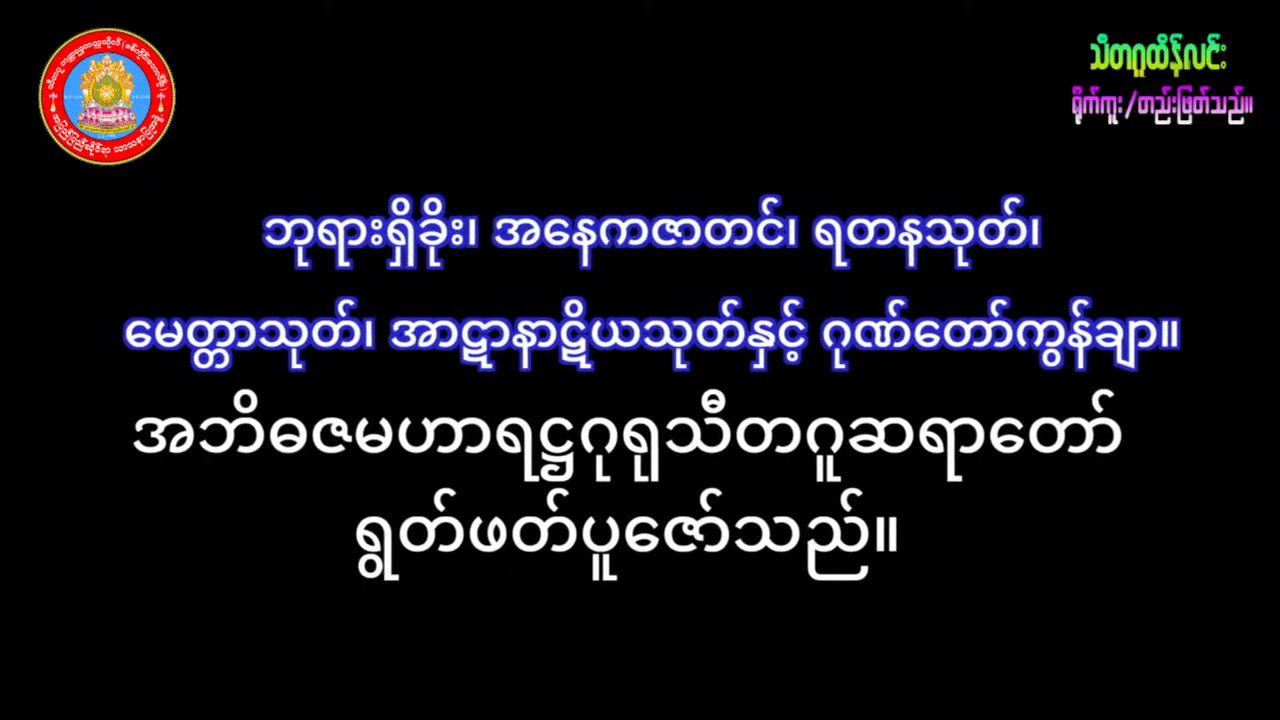 သီတဂူထိန်လင်း
ရိုက်ကူး/တည်းဖြတ်သည်။
ဘုရားရှိခိုး၊ အနေကဇာတင်၊ ရတနသုတ်၊
မေတ္တာသုတ်၊ အာဋာနာဋိယသုတ်နှင့် ဂုဏ်တော်ကွန်ချာ။
အဘိဓဇမဟာရဋ္ဌဂုရုသီတဂူဆရာတော်
ရွတ်ဖတ်ပူဇော်သည်။